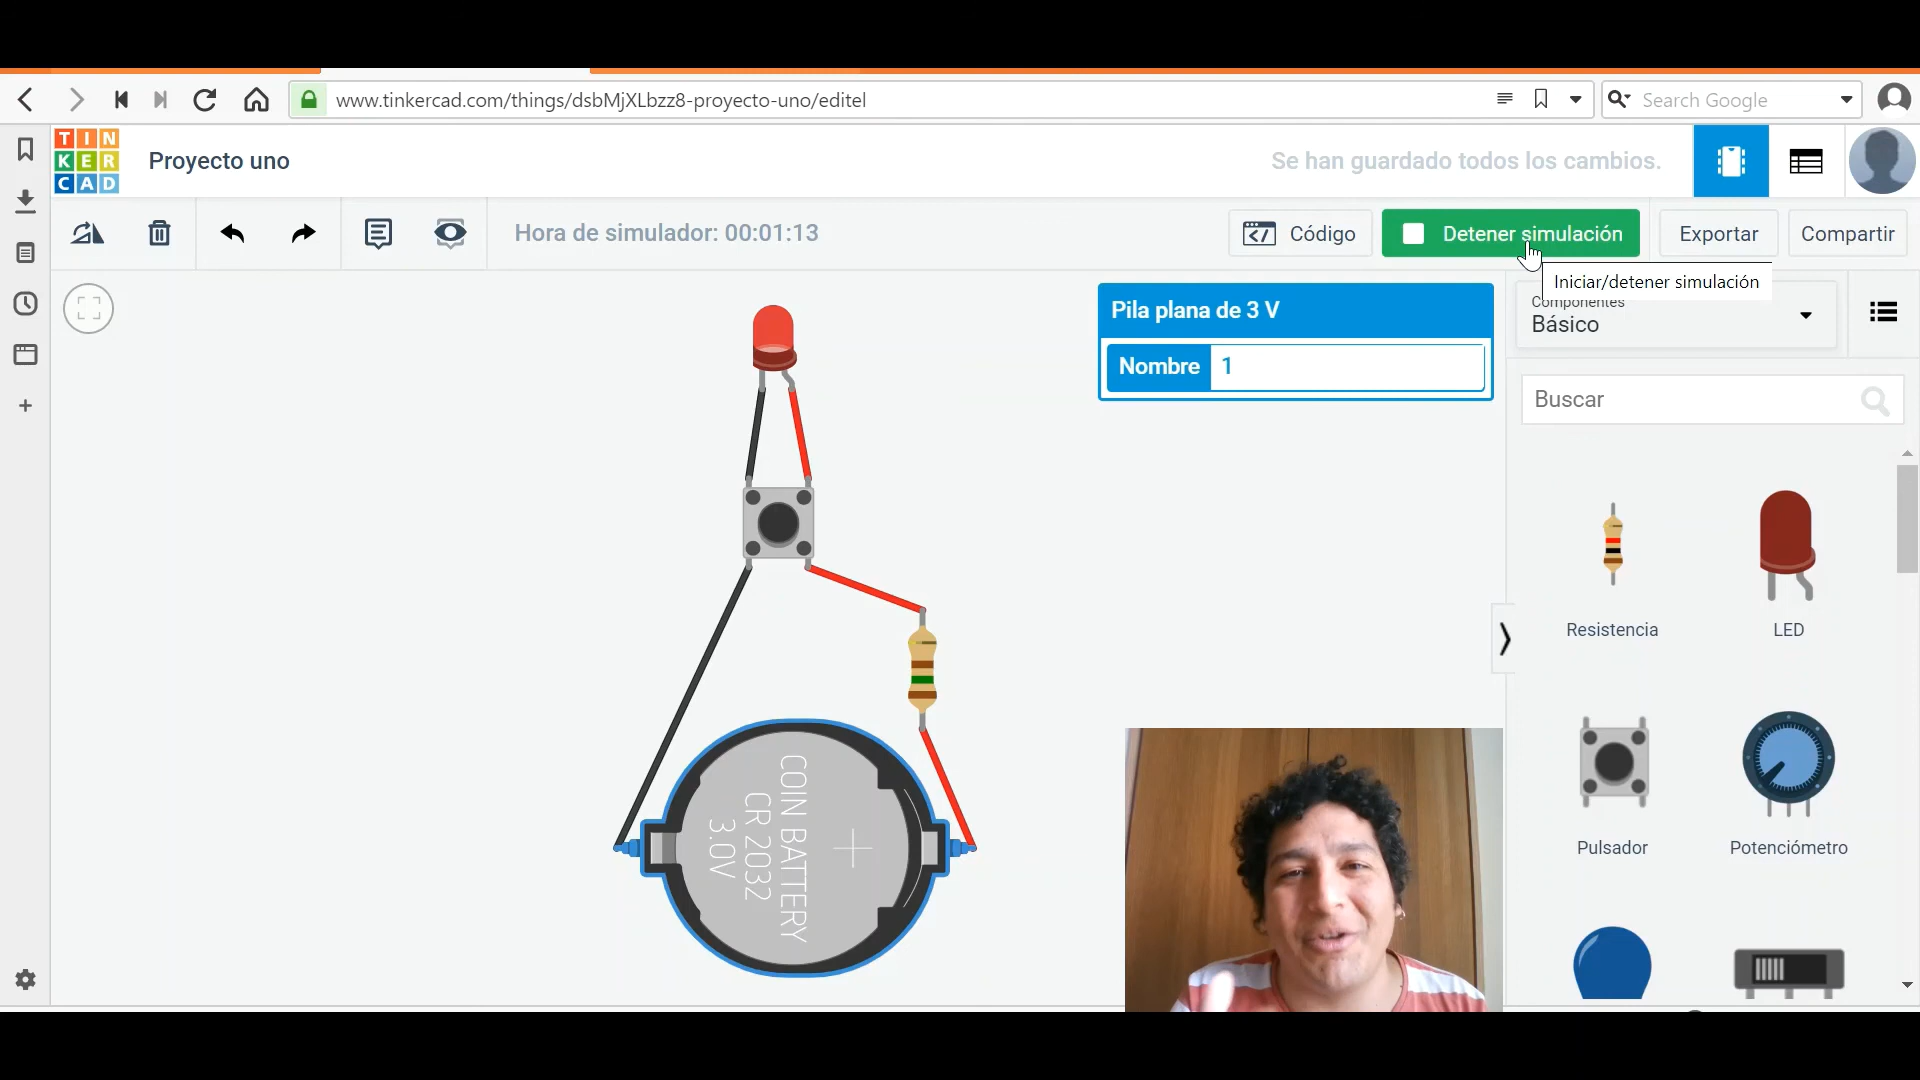 www.tinkercad.com/things/dsbMjXLbzz8-proyecto-uno/editel
Search Google
TIN
KER
CAD
Proyecto uno
Se han guardado todos los cambios.
Hora de simulador: 00:01:13
Código
Detener simulación
Exportar
Compartir
Iniciar/detener simulación
Pila plana de 3 V
Nombre
1
Componentes
Básico
Buscar
Resistencia
LED
Pulsador
Potenciómetro
COIN BATTERY
CR 2032
3.0V